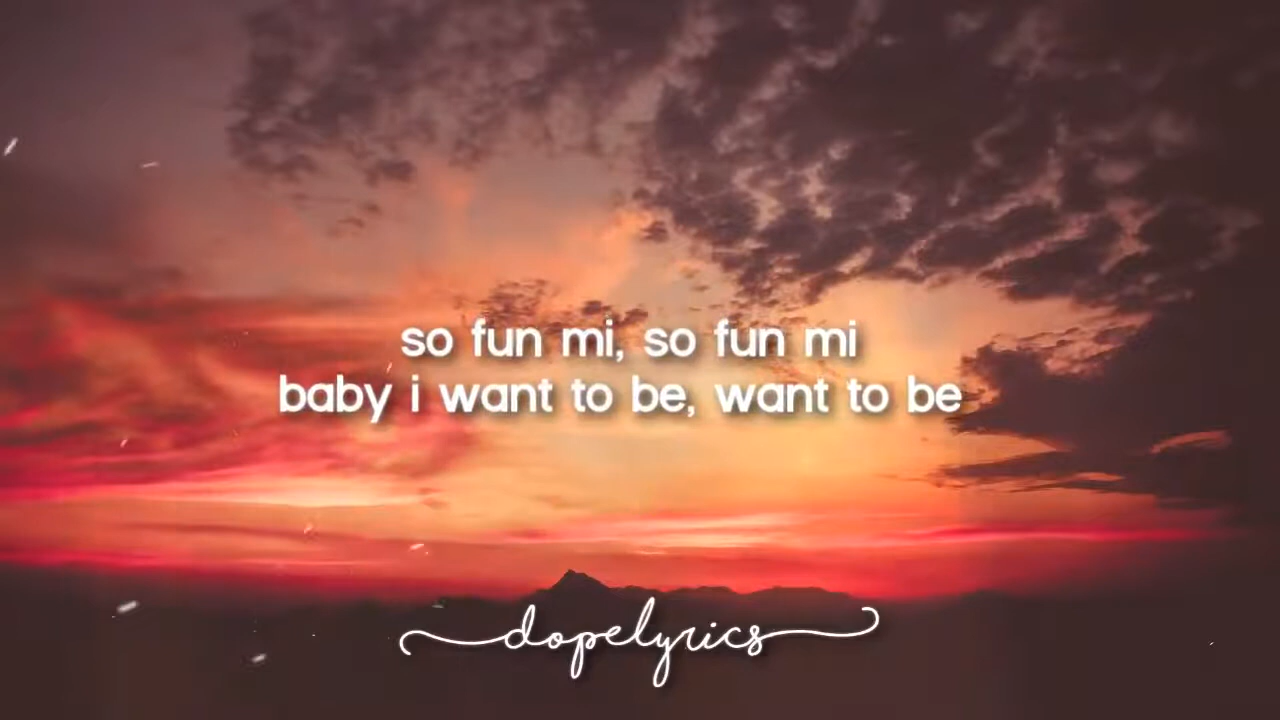 so fun mi, so fun mi
baby i want to be, want to be
dopelyrics